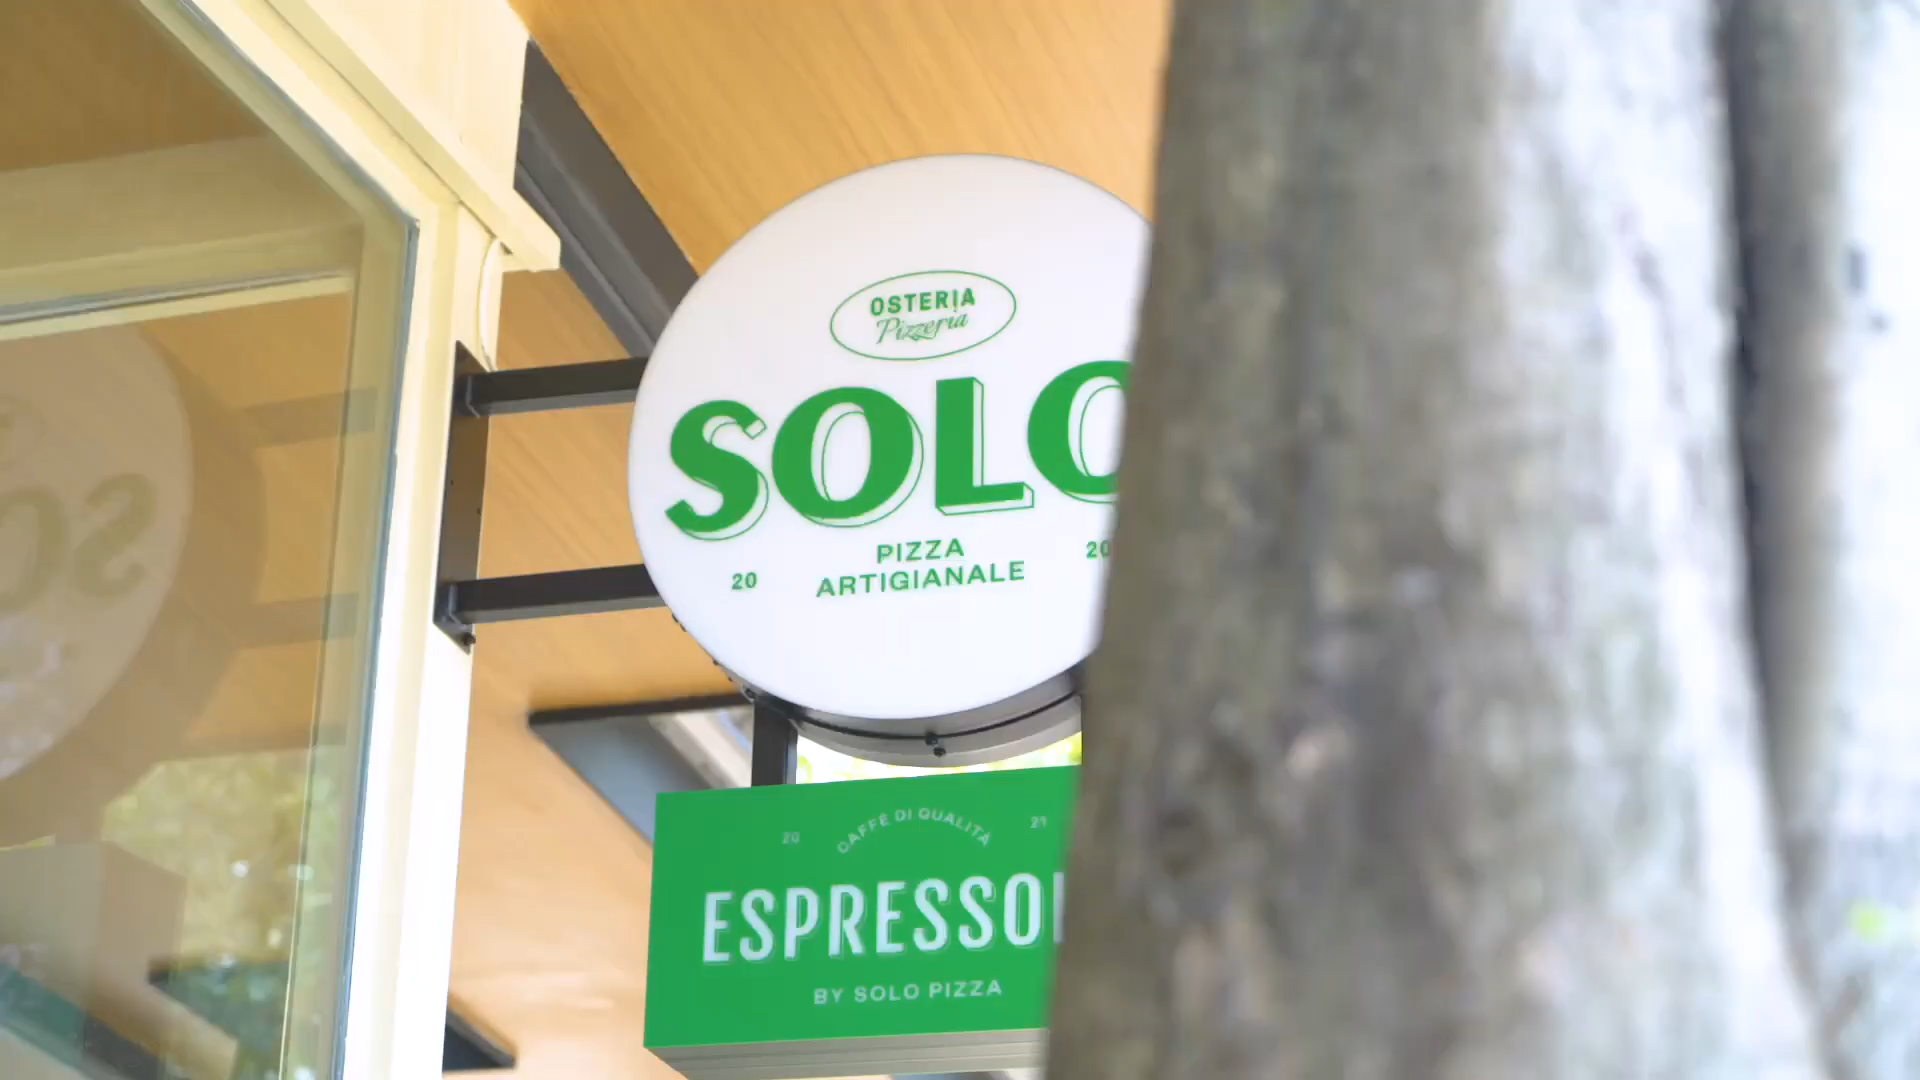 OSTERIA
Pizzeria
SOLO
PIZZA
20 ARTIGIANALE 20
20 CAFFÈ DI QUALITÀ 21
ESPRESSO
BY SOLO PIZZA